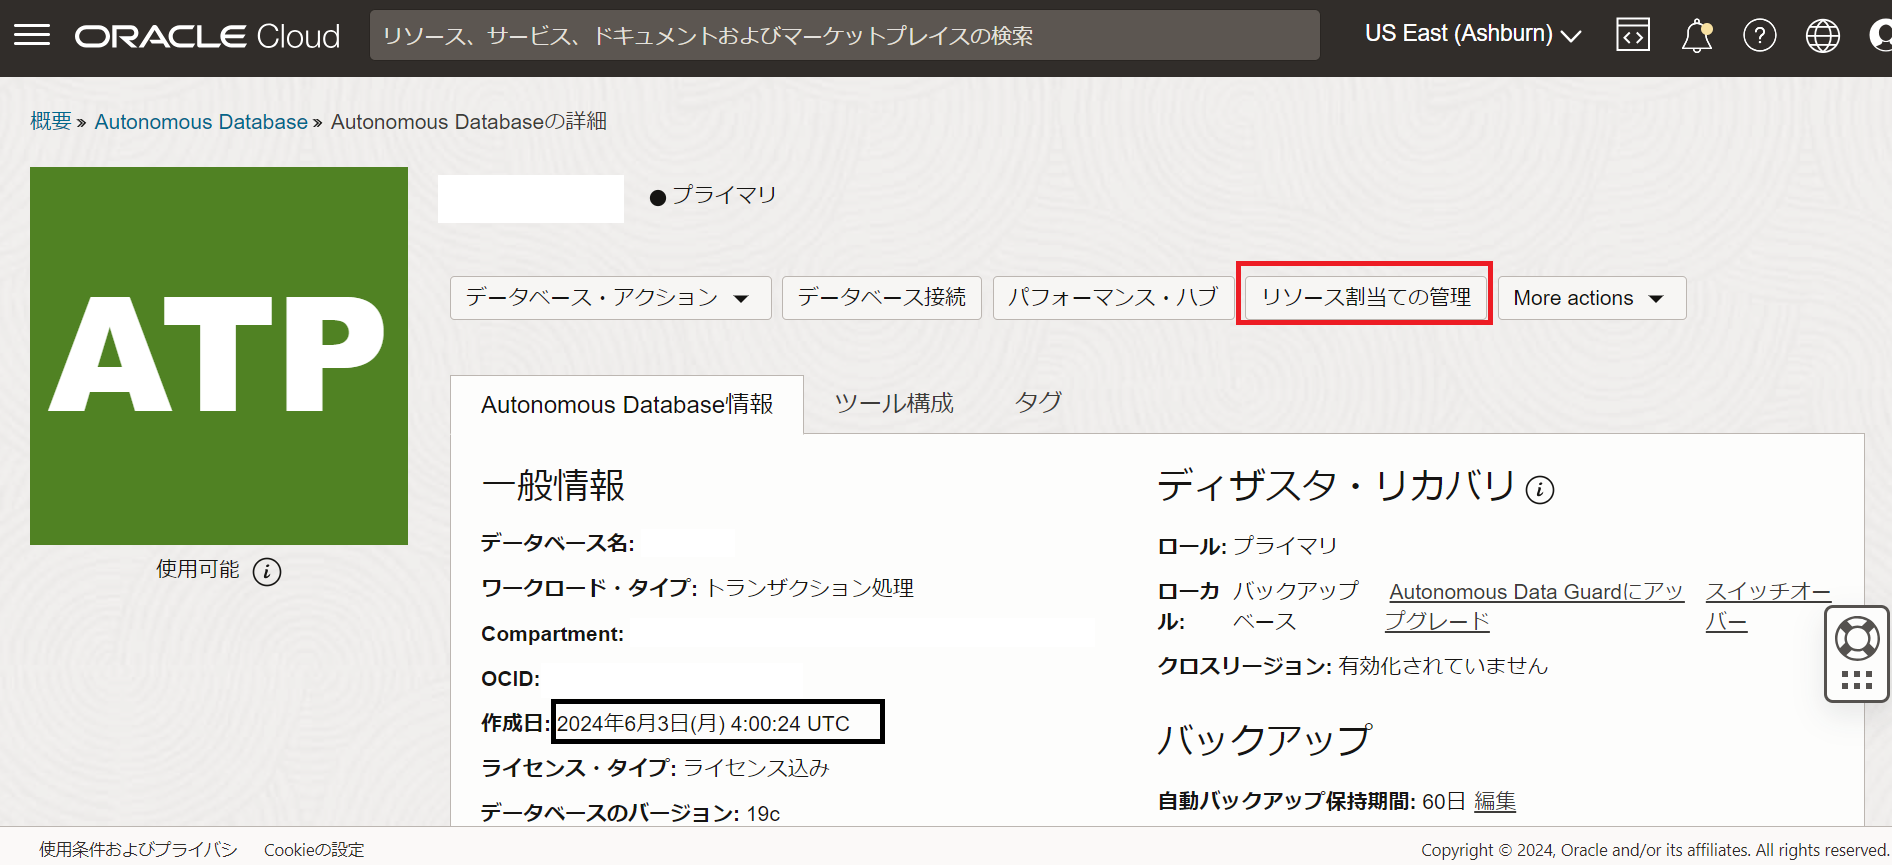 ORACLE Cloud
リソース、サービス、ドキュメントおよびマーケットプレイスの検索
US East (Ashburn)
概要 » Autonomous Database » Autonomous Databaseの詳細
ATP
使用可能
プライマリ
データベース・アクション
データベース接続
パフォーマンス・ハブ
リソース割当ての管理
More actions
Autonomous Database情報
ツール構成
タグ
一般情報
データベース名:
ワークロード・タイプ: トランザクション処理
Compartment:
OCID:
作成日: 2024年6月3日(月) 4:00:24 UTC
ライセンス・タイプ: ライセンス込み
データベースのバージョン: 19c
ディザスタ・リカバリ
ロール: プライマリ
ローカル: バックアップベース Autonomous Data Guardにアップグレード スイッチオーバー
クロスリージョン: 有効化されていません
バックアップ
自動バックアップ保持期間: 60日 編集
使用条件およびプライバシ
Cookieの設定
Copyright © 2024, Oracle and/or its affiliates. All rights reserved.